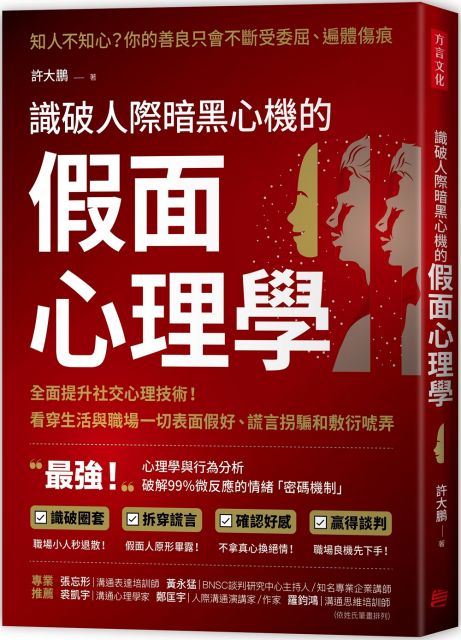 知人不知心？你的善良只會不斷受委屈、遍體傷痕
許大鵬 — 著
識破人際暗黑心機的
假面
心理學
全面提升社交心理技術！
看穿生活與職場一切表面假好、謊言拐騙和敷衍唬弄
“最強！”
心理學與行為分析
破解99%微反應的情緒「密碼機制」
識破圈套 拆穿謊言 確認好感 贏得談判
職場小人秒退散！ 假面人原形畢露！ 不拿真心換絕情！ 職場良機先下手！
專業推薦
張忘形│溝通表達培訓師 黃永猛│BNSC談判研究中心主持人/知名專業企業講師
裘凱宇│溝通心理學家 鄭匡宇│人際溝通演講家/作家 羅鈞鴻│溝通思維培訓師
(依姓氏筆畫排列)
方言文化
識破人際暗黑心機的
假面心理學
許大鵬 — 著